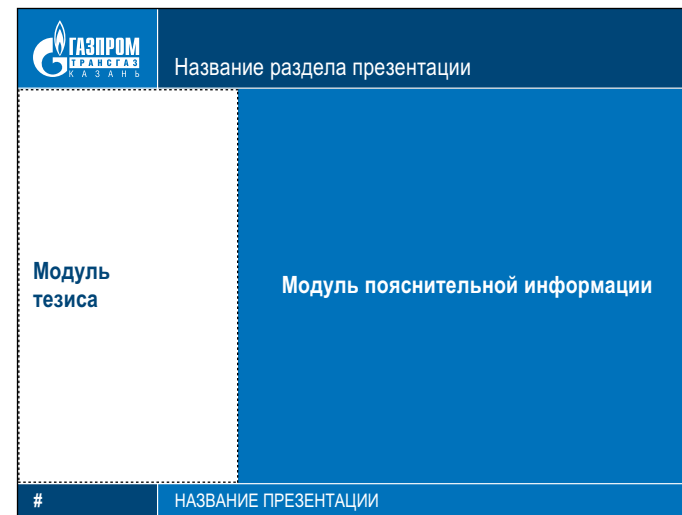 ГАЗПРОМ
ТРАНСГАЗ
КАЗАНЬ
Название раздела презентации
Модуль
тезиса
Модуль пояснительной информации
#
НАЗВАНИЕ ПРЕЗЕНТАЦИИ